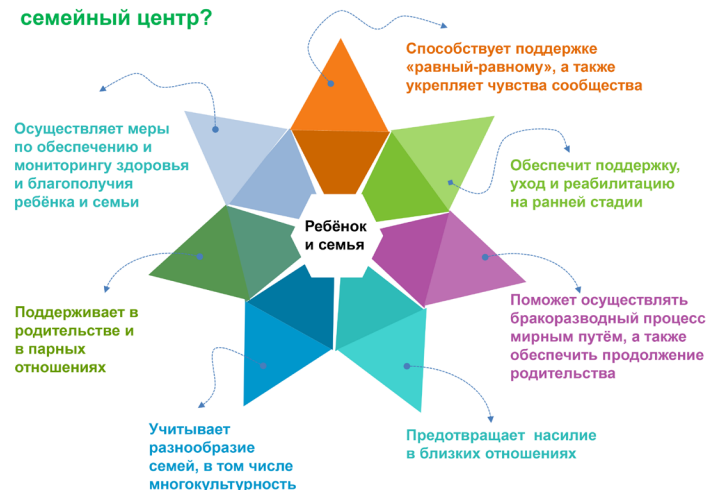 семейный центр?
Способствует поддержке
«равный-равному», а также
укрепляет чувства сообщества
Осуществляет меры
по обеспечению и
мониторингу здоровья
и благополучия
ребёнка и семьи
Обеспечит поддержку,
уход и реабилитацию
на ранней стадии
Ребёнок
и семья
Поддерживает в
родительстве и
в парных
отношениях
Поможет осуществлять
бракоразводный процесс
мирным путём, а также
обеспечить продолжение
родительства
Учитывает
разнообразие
семей, в том числе
многокультурность
Предотвращает насилие
в близких отношениях